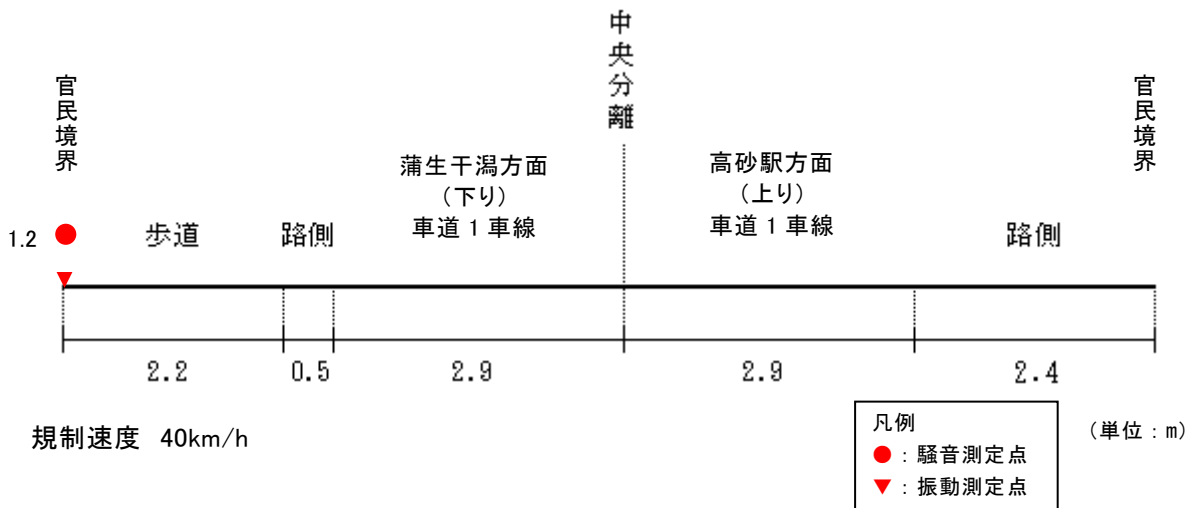 中央分離
官民境界
官民境界
蒲生干潟方面
（下り）
車道1車線
高砂駅方面
（上り）
車道1車線
1.2
歩道
路側
路側
2.2
0.5
2.9
2.9
2.4
規制速度 40km/h
（単位：m）
凡例
：騒音測定点
：振動測定点